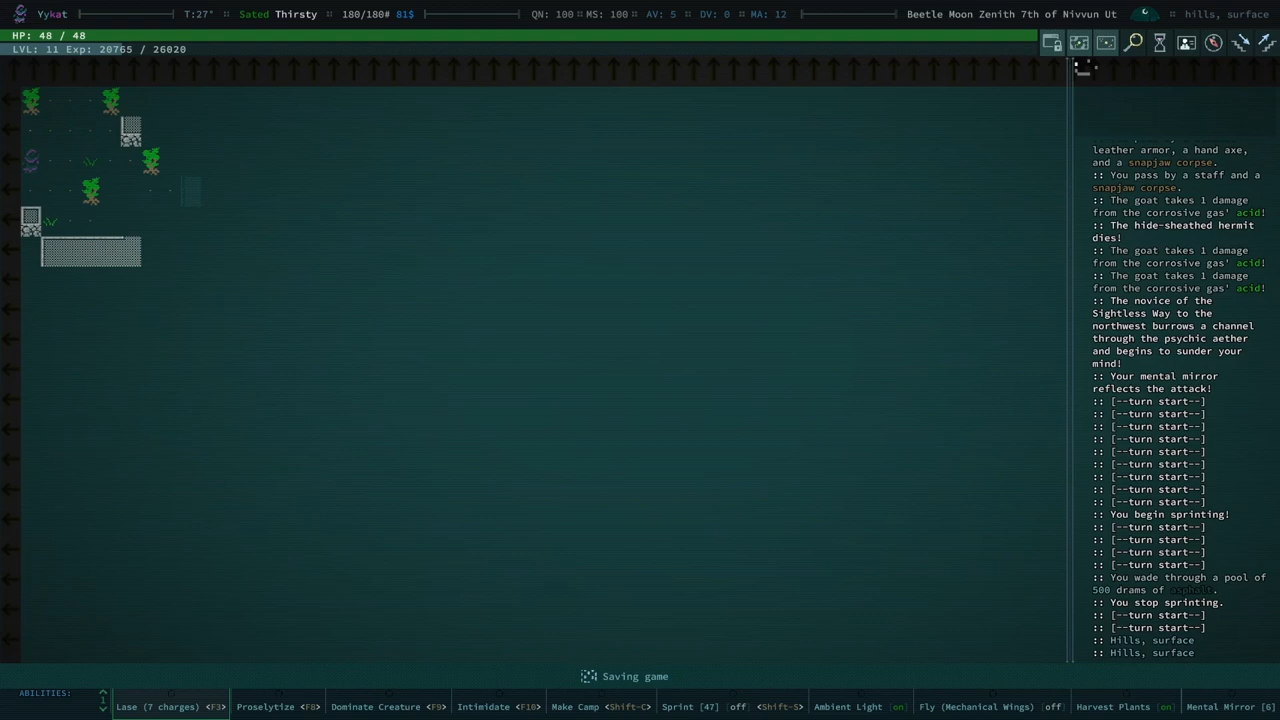 Yykat T:27° Sated Thirsty 180/180# 81$ QN: 100 MS: 100 AV: 5 DV: 0 MA: 12 Beetle Moon Zenith 7th of Nivvun Ut hills, surface
HP: 48 / 48
LVL: 11 Exp: 20765 / 26020
leather armor, a hand axe,
and a snapjaw corpse.
:: You pass by a staff and a
snapjaw corpse.
:: The goat takes 1 damage
from the corrosive gas' acid!
:: The hide-sheathed hermit
dies!
:: The goat takes 1 damage
from the corrosive gas' acid!
:: The goat takes 1 damage
from the corrosive gas' acid!
:: The novice of the
Sightless Way to the
northwest burrows a channel
through the psychic aether
and begins to sunder your
mind!
:: Your mental mirror
reflects the attack!
:: [--turn start--]
:: [--turn start--]
:: [--turn start--]
:: [--turn start--]
:: [--turn start--]
:: [--turn start--]
:: [--turn start--]
:: [--turn start--]
:: [--turn start--]
:: You begin sprinting!
:: [--turn start--]
:: [--turn start--]
:: [--turn start--]
:: [--turn start--]
:: You wade through a pool of
500 drams of asphalt.
:: You stop sprinting.
:: [--turn start--]
:: [--turn start--]
:: Hills, surface
:: Hills, surface
Saving game
ABILITIES: 1 Lase (7 charges) <F3> Proselytize <F8> Dominate Creature <F9> Intimidate <F10> Make Camp <Shift-C> Sprint [47] off <Shift-S> Ambient Light [on] Fly (Mechanical Wings) [off] Harvest Plants [on] Mental Mirror [6]